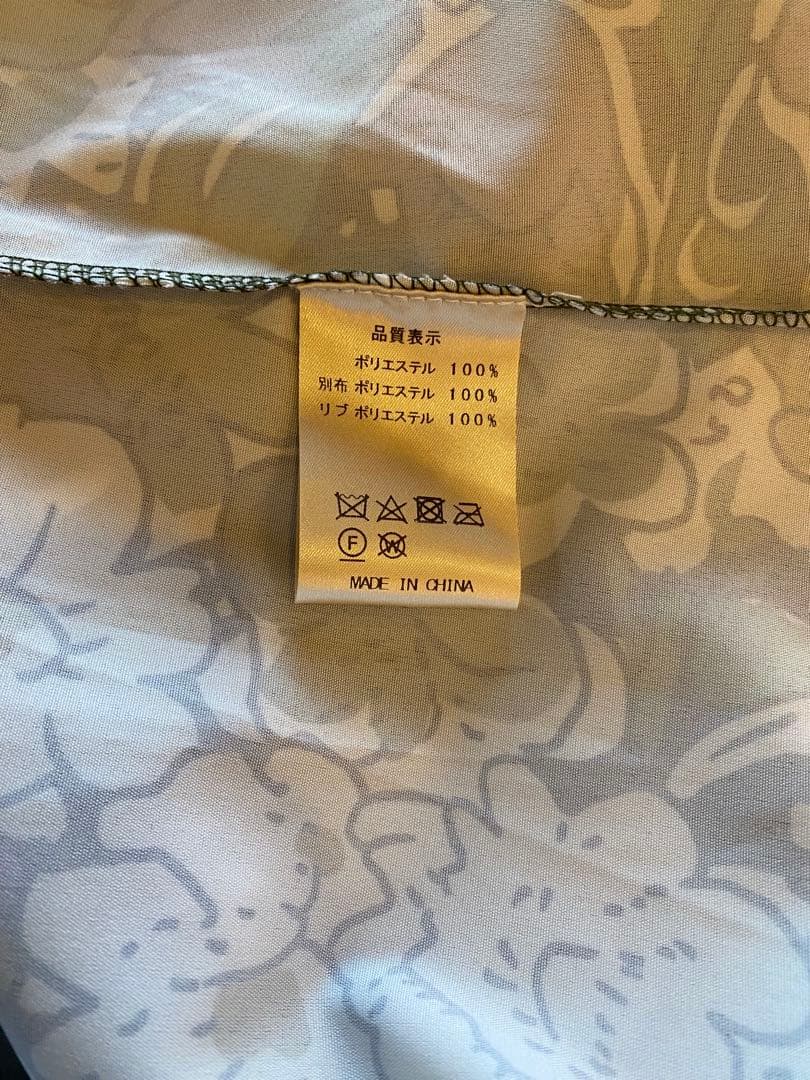 品質表示
ポリエステル 100%
別布 ポリエステル 100%
リブ ポリエステル 100%
F W
MADE IN CHINA